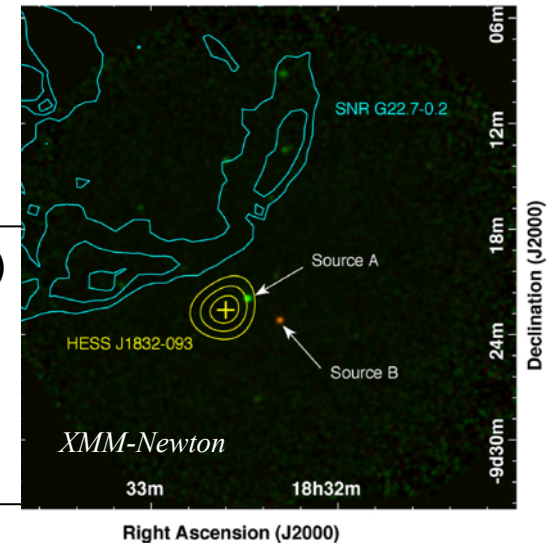 06m
SNR G22.7-0.2
12m
18m
Source A
)
HESS J1832-093
24m
Source B
XMM-Newton
-9d30m
33m
18h32m
Declination (J2000)
Right Ascension (J2000)